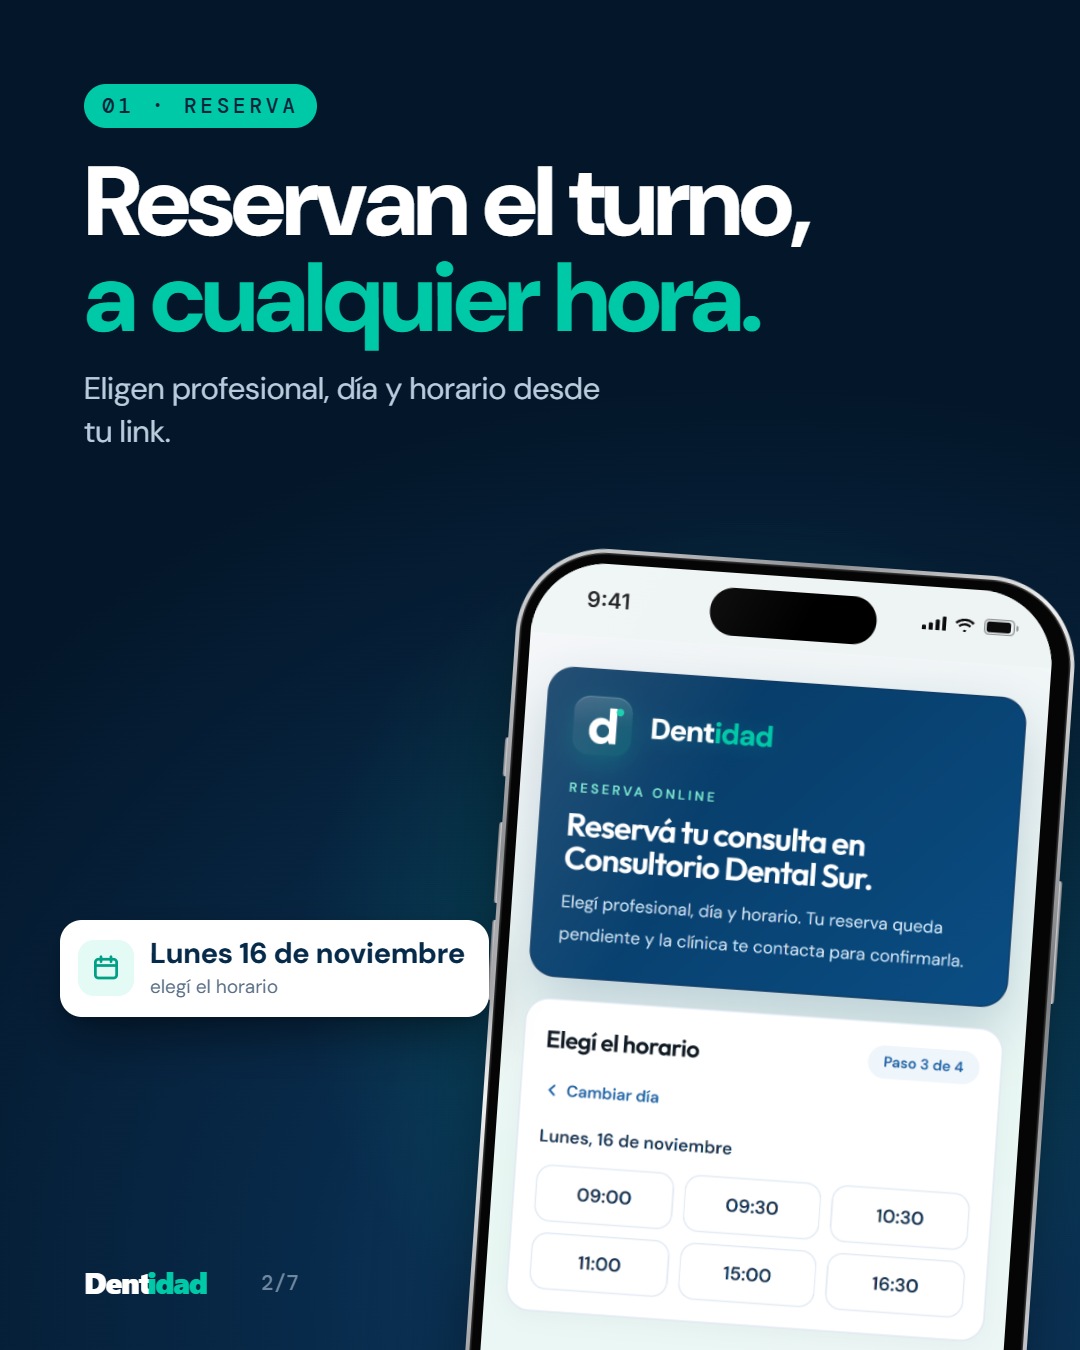 01 · RESERVA
Reservan el turno,
a cualquier hora.
Eligen profesional, día y horario desde
tu link.
9:41
d
Dentidad
RESERVA ONLINE
Reservá tu consulta en
Consultorio Dental Sur.
Elegí profesional, día y horario. Tu reserva queda
pendiente y la clínica te contacta para confirmarla.
Lunes 16 de noviembre
elegí el horario
Elegí el horario
Paso 3 de 4
Cambiar día
Lunes, 16 de noviembre
09:00 09:30 10:30
11:00 15:00 16:30
Dentidad 2/7